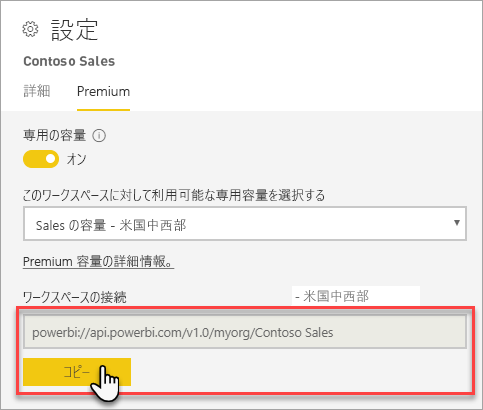 設定
Contoso Sales
詳細 Premium
専用の容量
オン
このワークスペースに対して利用可能な専用容量を選択する
Sales の容量 - 米国中西部
Premium 容量の詳細情報。
ワークスペースの接続 - 米国中西部
powerbi://api.powerbi.com/v1.0/myorg/Contoso Sales
コピー